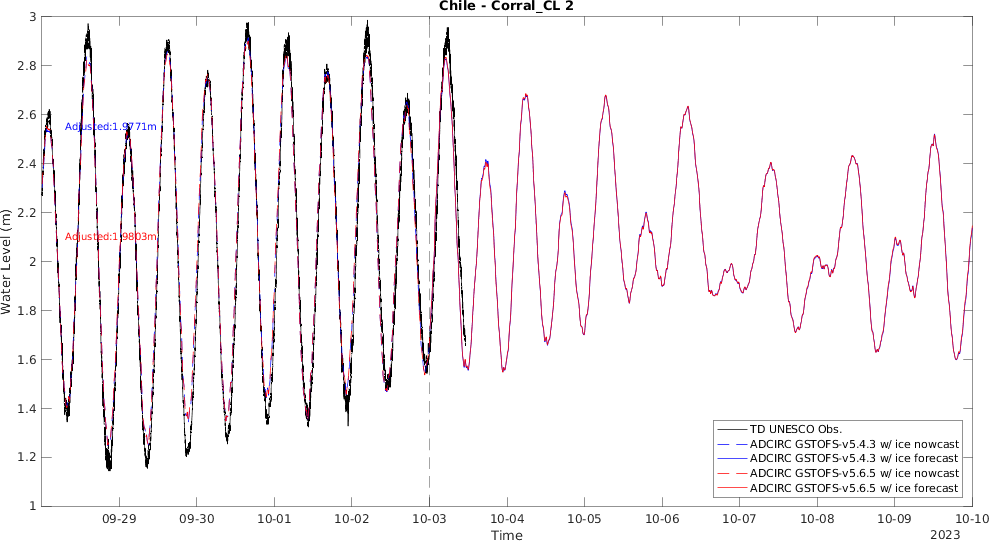 Chile - Corral_CL 2
3
2.8
2.6
2.4
2.2
2
1.8
1.6
1.4
1.2
1
Water Level (m)
Adjusted:1.9771m
Adjusted:1.9803m
TD UNESCO Obs.
ADCIRC GSTOFS-v5.4.3 w/ ice nowcast
ADCIRC GSTOFS-v5.4.3 w/ ice forecast
ADCIRC GSTOFS-v5.6.5 w/ ice nowcast
ADCIRC GSTOFS-v5.6.5 w/ ice forecast
09-29 09-30 10-01 10-02 10-03 10-04 10-05 10-06 10-07 10-08 10-09 10-10
Time
2023